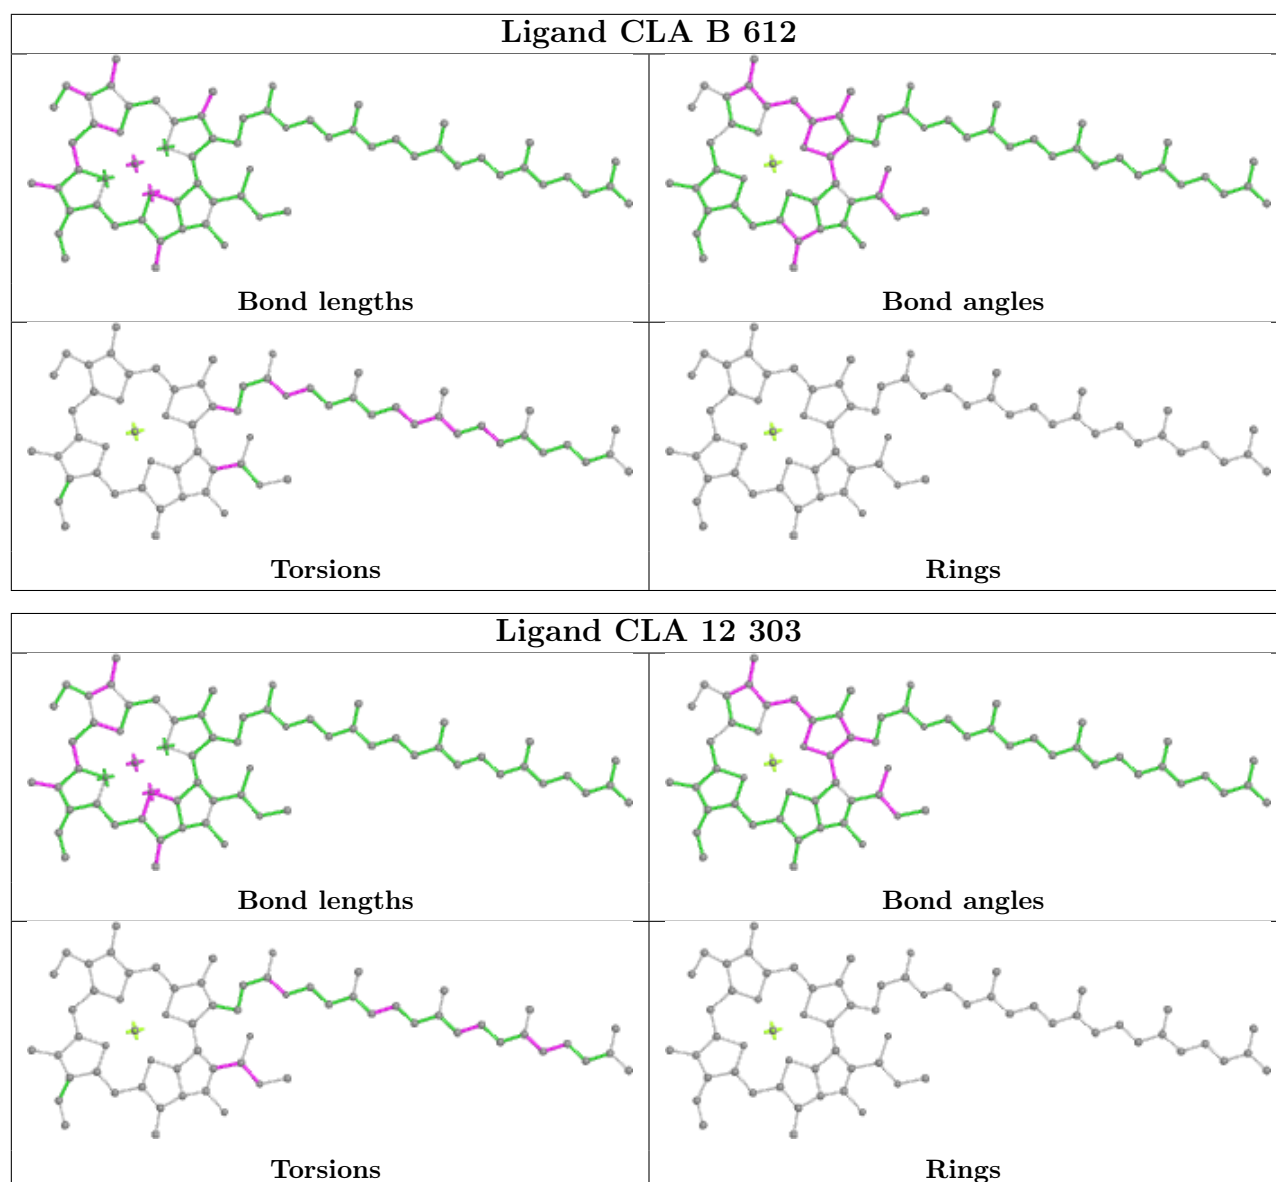 Ligand CLA B 612
Bond lengths
Bond angles
Torsions
Rings
Ligand CLA 12 303
Bond lengths
Bond angles
Torsions
Rings